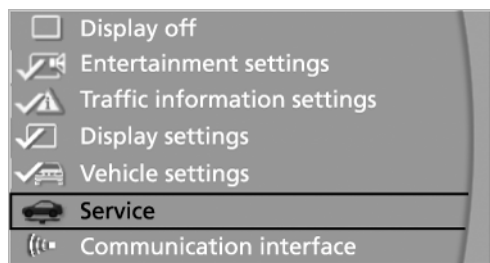 Display off
Entertainment settings
Traffic information settings
Display settings
Vehicle settings
Service
Communication interface